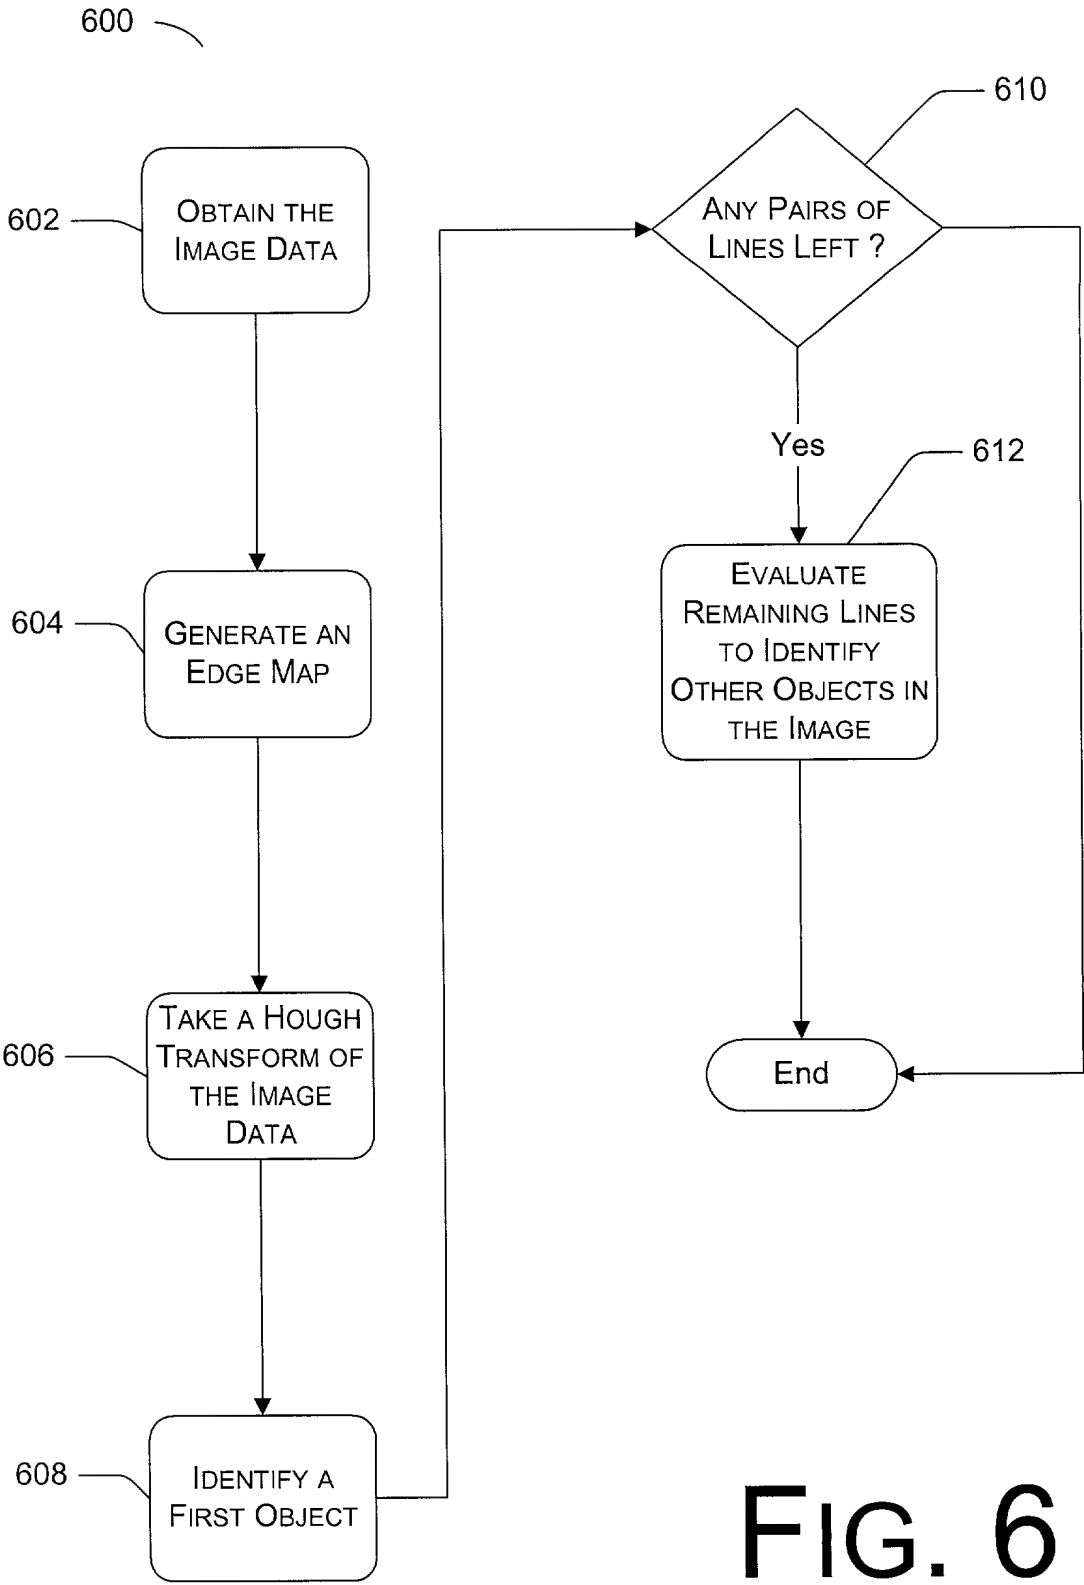 600
602
OBTAIN THE
IMAGE DATA
604
GENERATE AN
EDGE MAP
606
TAKE A HOUGH
TRANSFORM OF
THE IMAGE
DATA
608
IDENTIFY A
FIRST OBJECT
610
ANY PAIRS OF
LINES LEFT ?
Yes
612
EVALUATE
REMAINING LINES
TO IDENTIFY
OTHER OBJECTS IN
THE IMAGE
End
FIG. 6